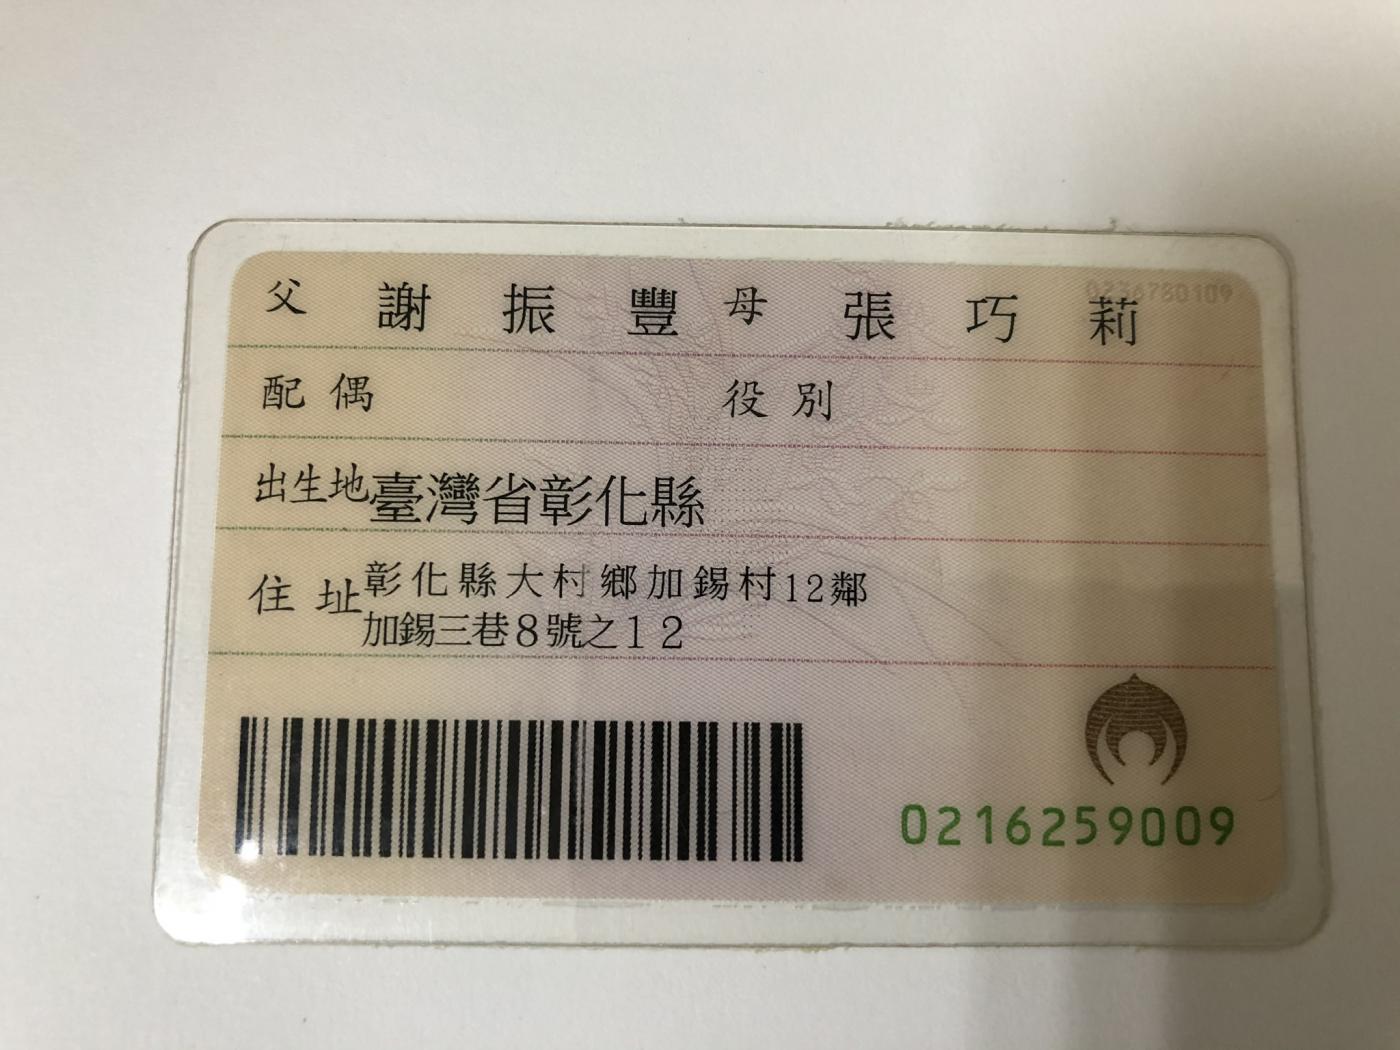 父 謝振豐 母 張巧莉
配偶 役別
出生地 臺灣省彰化縣
住址 彰化縣大村鄉加錫村12鄰
加錫三巷8號之12
0216259009